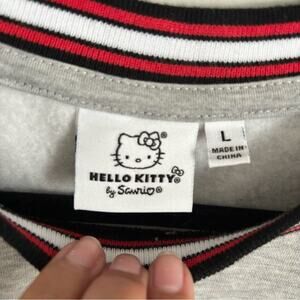 HELLO KITTY®
by Sanrio®
L
MADE IN
CHINA